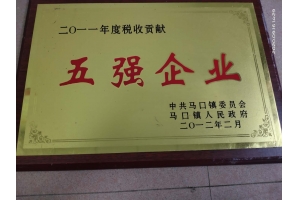 二〇一一年度税收贡献
五强企业
中共马口镇委员会
马口镇人民政府
二〇一二年二月